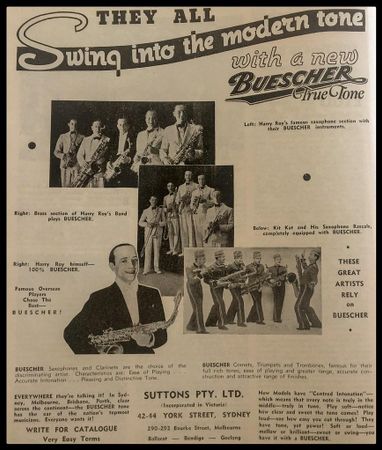 THEY ALL
Swing into the modern tone
with a new
BUESCHER
True Tone
Left: Harry Roy's famous saxophone section with
their BUESCHER instruments.
Right: Brass section of Harry Roy's Band
plays BUESCHER.
Below: Kit Kat and His Saxophone Rascals,
completely equipped with BUESCHER.
Right: Harry Roy himself—
100% BUESCHER.
Famous Overseas
Players
Chose The
Best—
BUESCHER!
THESE
GREAT
ARTISTS
RELY
on
BUESCHER
BUESCHER Saxophones and Clarinets are the choice of the
discriminating artist. Characteristics are: Ease of Playing . .
Accurate Intonation . . . Pleasing and Distinctive Tone.
BUESCHER Cornets, Trumpets and Trombones, famous for their
full rich tones, ease of playing and greater range, accurate con-
struction and attractive range of finishes.
EVERYWHERE they're talking it! In Syd-
ney, Melbourne, Brisbane, Perth, clear
across the continent—the BUESCHER tone
has the ear of the nation's topmost
musicians. Everyone wants it!
WRITE FOR CATALOGUE
Very Easy Terms
SUTTONS PTY. LTD.
(Incorporated in Victoria)
42-44 YORK STREET, SYDNEY
290-292 Bourke Street, Melbourne
Ballarat - Bendigo - Geelong
New Models have "Centred Intonation"—
which means that every note is truly in the
middle—truly in tune. Play soft—notice
how clear and sweet the tones come! Play
loud—see how easy they cut through! They
have tone, yet power! Soft or loud—
mellow or full—sweet or swing—you
have it with a BUESCHER.